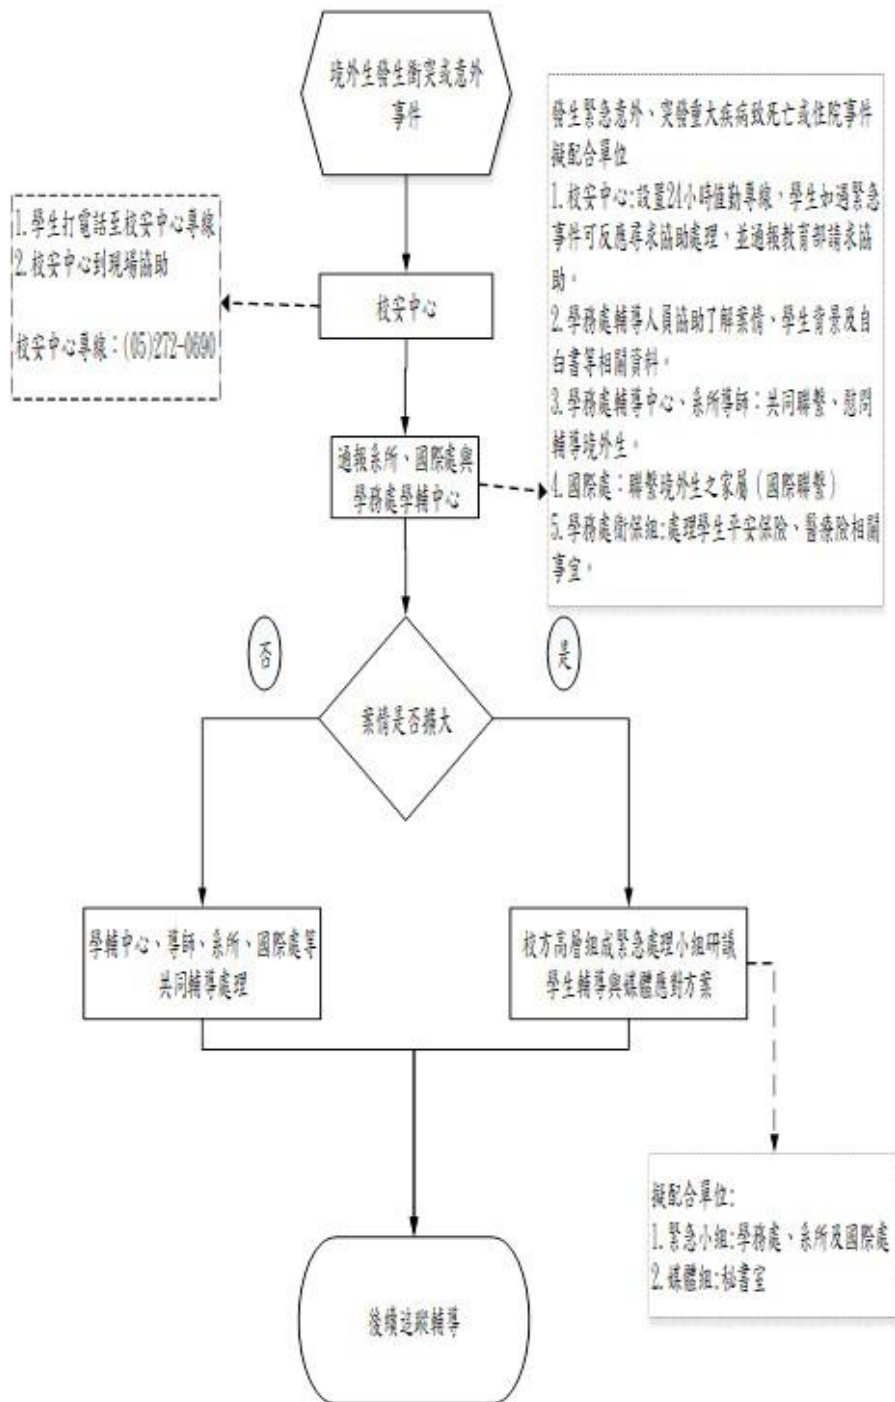 境外生發生衝突或意外
事件
發生緊急意外、突發重大疾病致死亡或住院事件
擬配合單位
1.校安中心:設置24小時值勤專線，學生如遇緊急
事件可反應尋求協助處理，並通報教育部請求協
助。
2.學務處輔導人員協助了解案情、學生背景及自
白書等相關資料。
3.學務處輔導中心、系所導師：共同聯繫、慰問
輔導境外生。
4.國際處：聯繫境外生之家屬（國際聯繫）
5.學務處衛保組:處理學生平安保險、醫療險相關
事宜。
1.學生打電話至校安中心專線
2.校安中心到現場協助
校安中心專線：(05)272-0690
校安中心
通報系所、國際處與
學務處學輔中心
否
是
案情是否擴大
學輔中心、導師、系所、國際處等
共同輔導處理
校方高層組成緊急處理小組研議
學生輔導與媒體應對方案
擬配合單位:
1.緊急小組:學務處、系所及國際處
2.媒體組:秘書室
後續追蹤輔導